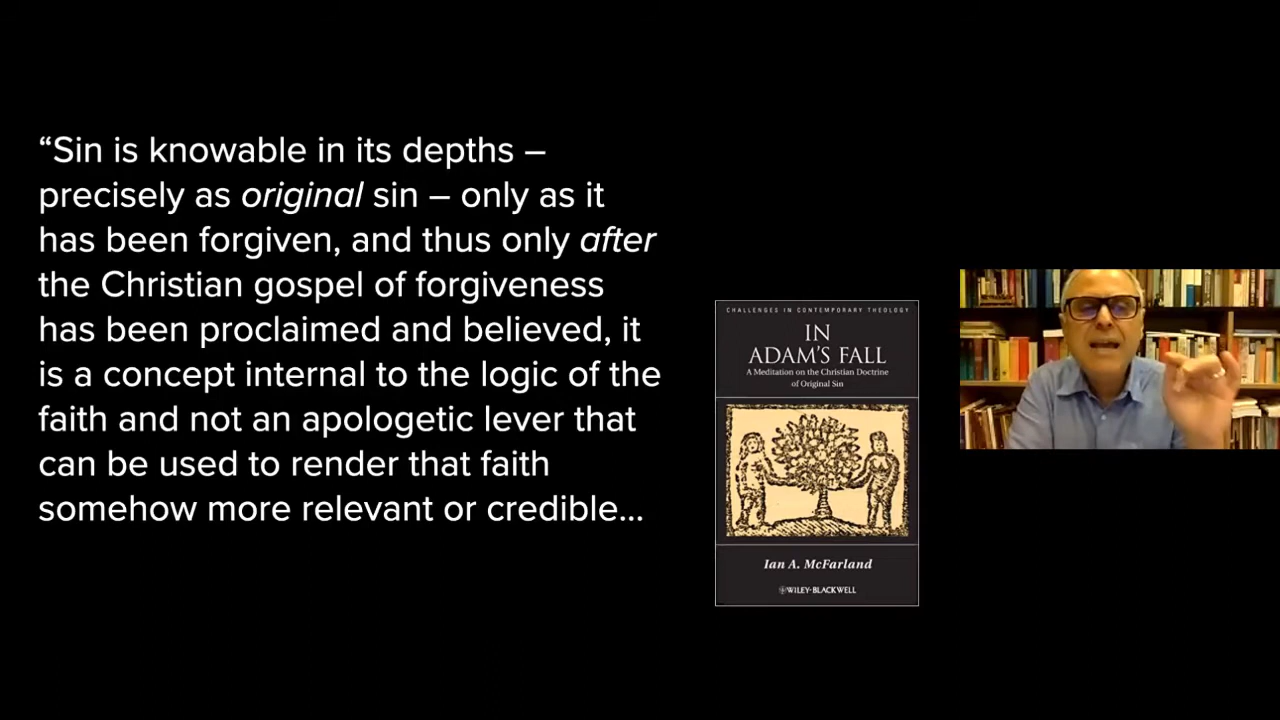 “Sin is knowable in its depths –
precisely as original sin – only as it
has been forgiven, and thus only after
the Christian gospel of forgiveness
has been proclaimed and believed, it
is a concept internal to the logic of the
faith and not an apologetic lever that
can be used to render that faith
somehow more relevant or credible...
CHALLENGES IN CONTEMPORARY THEOLOGY
IN
ADAM'S FALL
A Meditation on the Christian Doctrine
of Original Sin
Ian A. McFarland
WILEY-BLACKWELL